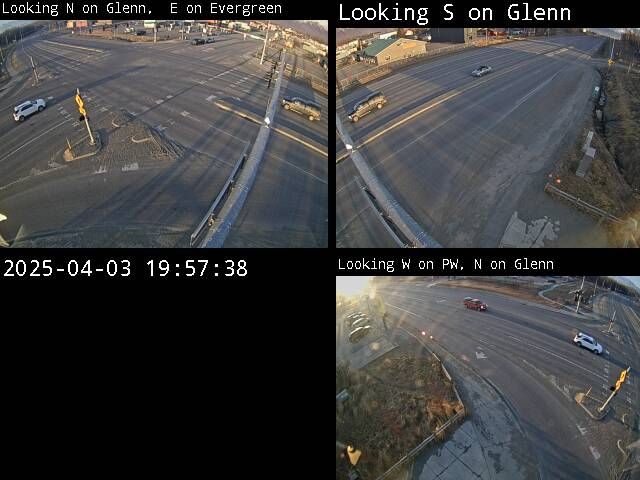 Looking N on Glenn, E on Evergreen
Looking S on Glenn
2025-04-03 19:57:38
Looking W on PW, N on Glenn